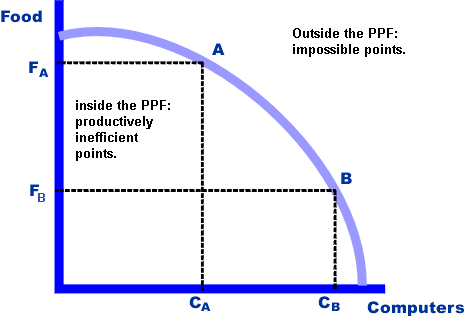 Food
Outside the PPF:
impossible points.
A
FA
inside the PPF:
productively
inefficient
points.
B
FB
CA
CB
Computers